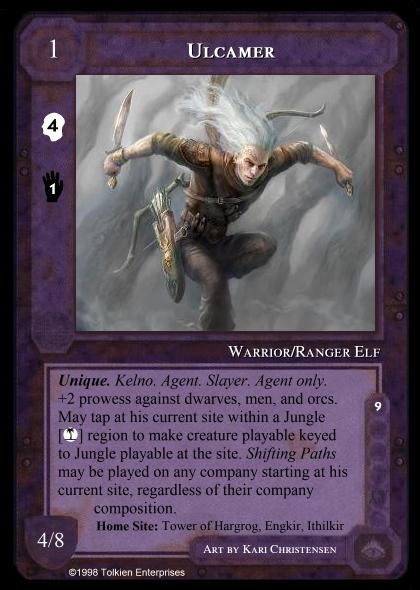 1
ULCAMER
4
1
WARRIOR/RANGER ELF
Unique. Kelno. Agent. Slayer. Agent only.
+2 prowess against dwarves, men, and orcs.
May tap at his current site within a Jungle
[ ] region to make creature playable keyed
to Jungle playable at the site. Shifting Paths
may be played on any company starting at his
current site, regardless of their company
composition.
9
Home Site: Tower of Hargrog, Engkir, Ithilkir
4/8
ART BY KARI CHRISTENSEN
©1998 Tolkien Enterprises